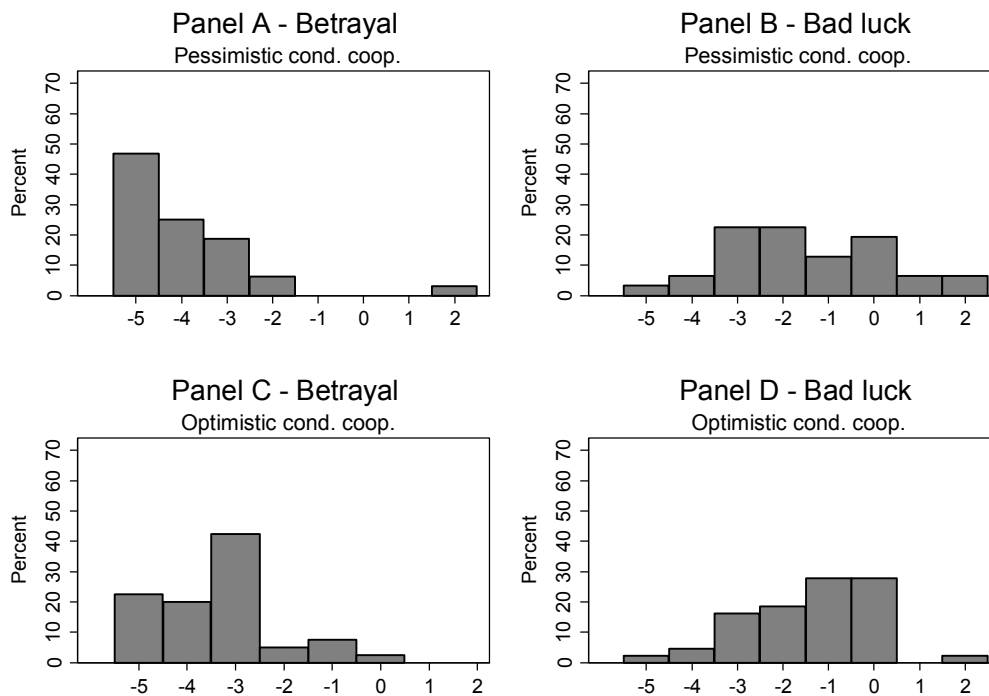 Panel A - Betrayal
Pessimistic cond. coop.
Percent
0 10 20 30 40 50 60 70
-5 -4 -3 -2 -1 0 1 2
Panel B - Bad luck
Pessimistic cond. coop.
Percent
0 10 20 30 40 50 60 70
-5 -4 -3 -2 -1 0 1 2
Panel C - Betrayal
Optimistic cond. coop.
Percent
0 10 20 30 40 50 60 70
-5 -4 -3 -2 -1 0 1 2
Panel D - Bad luck
Optimistic cond. coop.
Percent
0 10 20 30 40 50 60 70
-5 -4 -3 -2 -1 0 1 2